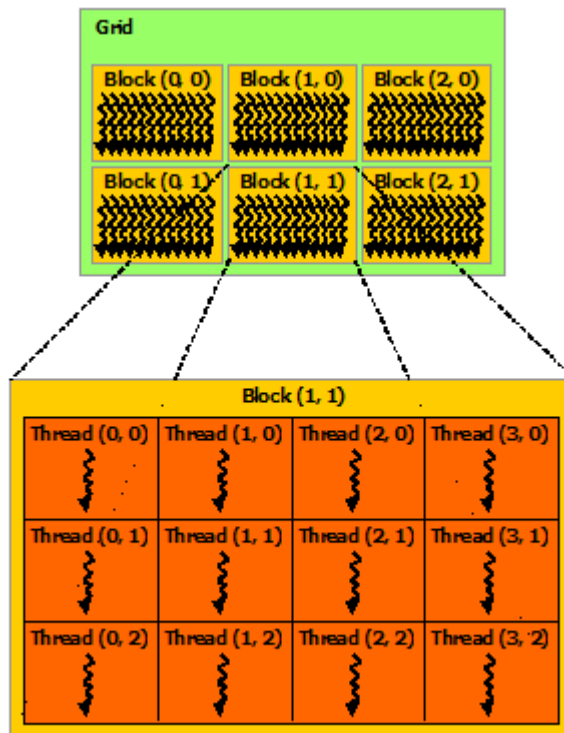 Grid
Block (0, 0) Block (1, 0) Block (2, 0)
Block (0, 1) Block (1, 1) Block (2, 1)
Block (1, 1)
Thread (0, 0) Thread (1, 0) Thread (2, 0) Thread (3, 0)
Thread (0, 1) Thread (1, 1) Thread (2, 1) Thread (3, 1)
Thread (0, 2) Thread (1, 2) Thread (2, 2) Thread (3, 2)